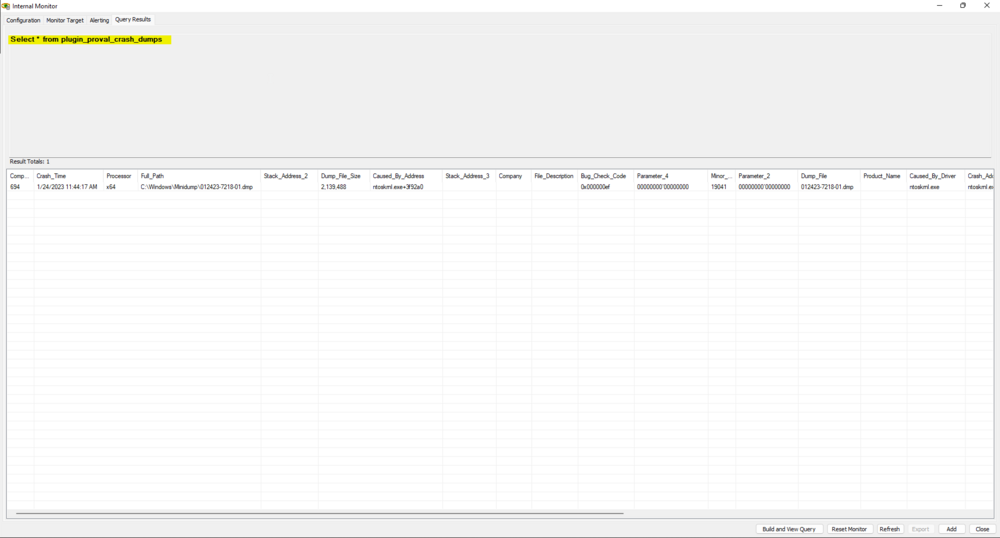 Internal Monitor
Configuration Monitor Target Alerting Query Results
Select * from plugin_proval_crash_dumps
Result Totals: 1
Comp... Crash_Time Processor Full_Path Stack_Address_2 Dump_File_Size Caused_By_Address Stack_Address_3 Company File_Description Bug_Check_Code Parameter_4 Minor_... Parameter_2 Dump_File Product_Name Caused_By_Driver Crash_Add
694 1/24/2023 11:44:17 AM x64 C:\Windows\Minidump\012423-7218-01.dmp 2,139,488 ntoskrnl.exe+3f92a0 0x000000ef 00000000`00000000 19041 00000000`00000000 012423-7218-01.dmp ntoskrnl.exe ntoskrnl.ex
Build and View Query Reset Monitor Refresh Export Add Close